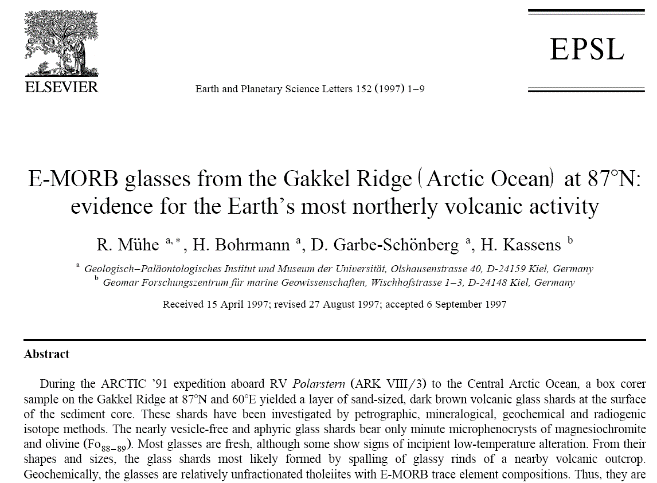 EPSL
ELSEVIER
Earth and Planetary Science Letters 152 (1997) 1–9
E-MORB glasses from the Gakkel Ridge (Arctic Ocean) at 87°N:
evidence for the Earth's most northerly volcanic activity
R. Mühe a,*, H. Bohrmann a, D. Garbe-Schönberg a, H. Kassens b
a Geologisch–Paläontologisches Institut und Museum der Universität, Olshausenstrasse 40, D-24159 Kiel, Germany
b Geomar Forschungszentrum für marine Geowissenschaften, Wischhofstrasse 1–3, D-24148 Kiel, Germany
Received 15 April 1997; revised 27 August 1997; accepted 6 September 1997
Abstract
During the ARCTIC '91 expedition aboard RV Polarstern (ARK VIII/3) to the Central Arctic Ocean, a box corer
sample on the Gakkel Ridge at 87°N and 60°E yielded a layer of sand-sized, dark brown volcanic glass shards at the surface
of the sediment core. These shards have been investigated by petrographic, mineralogical, geochemical and radiogenic
isotope methods. The nearly vesicle-free and aphyric glass shards bear only minute microphenocrysts of magnesiochromite
and olivine (Fo88–89). Most glasses are fresh, although some show signs of incipient low-temperature alteration. From their
shapes and sizes, the glass shards most likely formed by spalling of glassy rinds of a nearby volcanic outcrop.
Geochemically, the glasses are relatively unfractionated tholeiites with E-MORB trace element compositions. Thus, they are